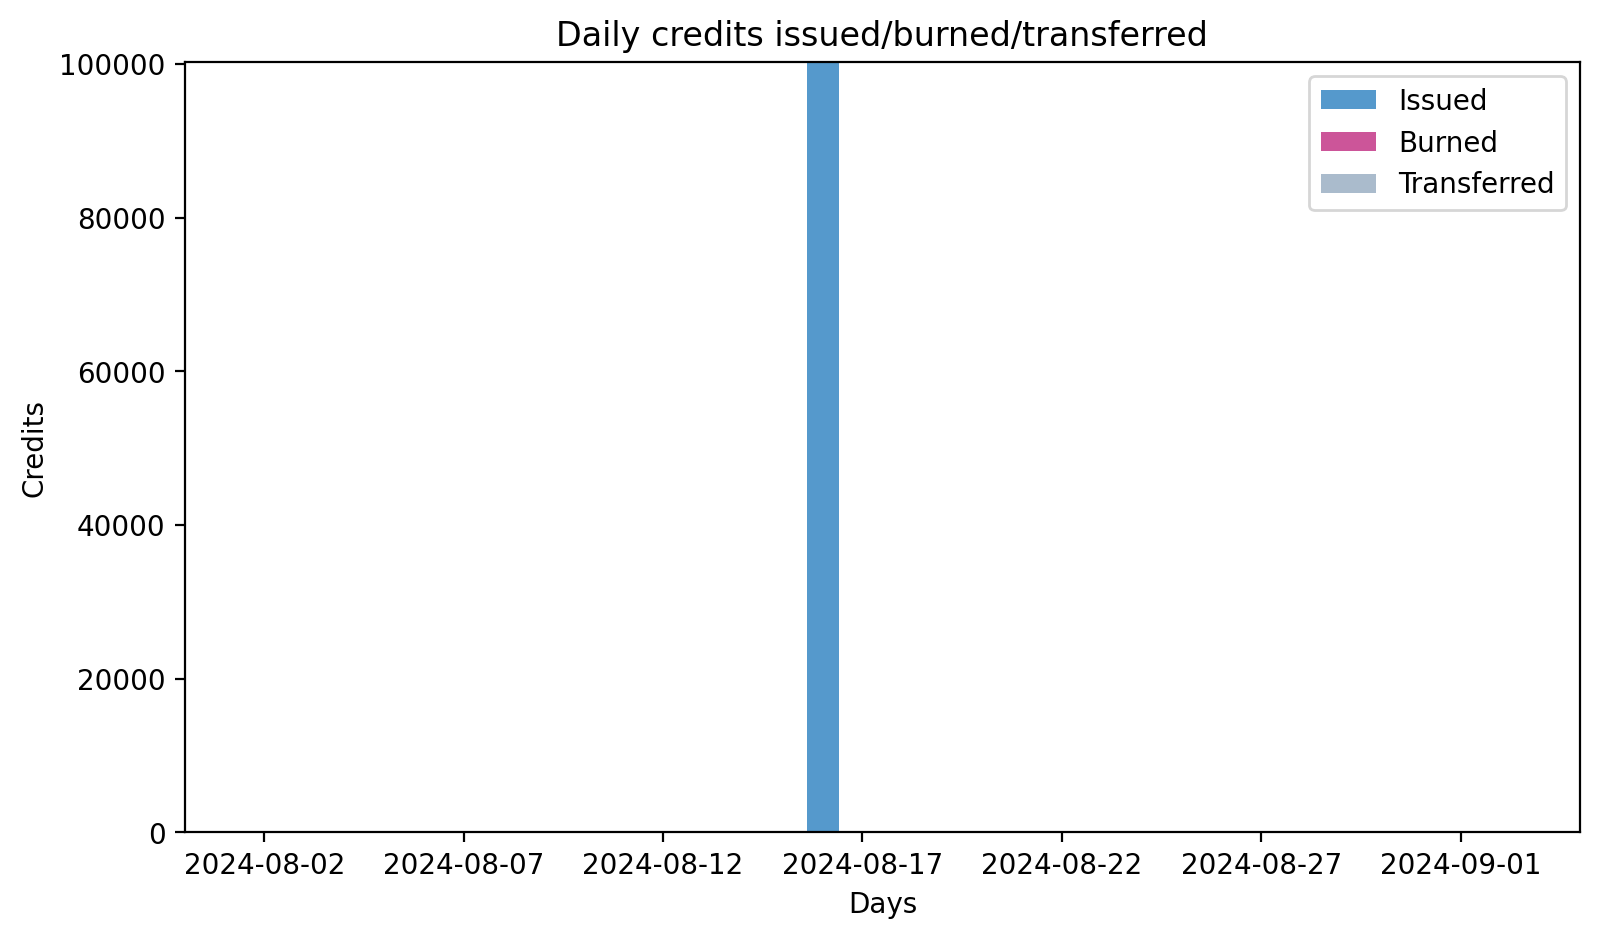 Daily credits issued/burned/transferred
100000
80000
60000
40000
20000
0
Credits
Issued
Burned
Transferred
2024-08-02 2024-08-07 2024-08-12 2024-08-17 2024-08-22 2024-08-27 2024-09-01
Days